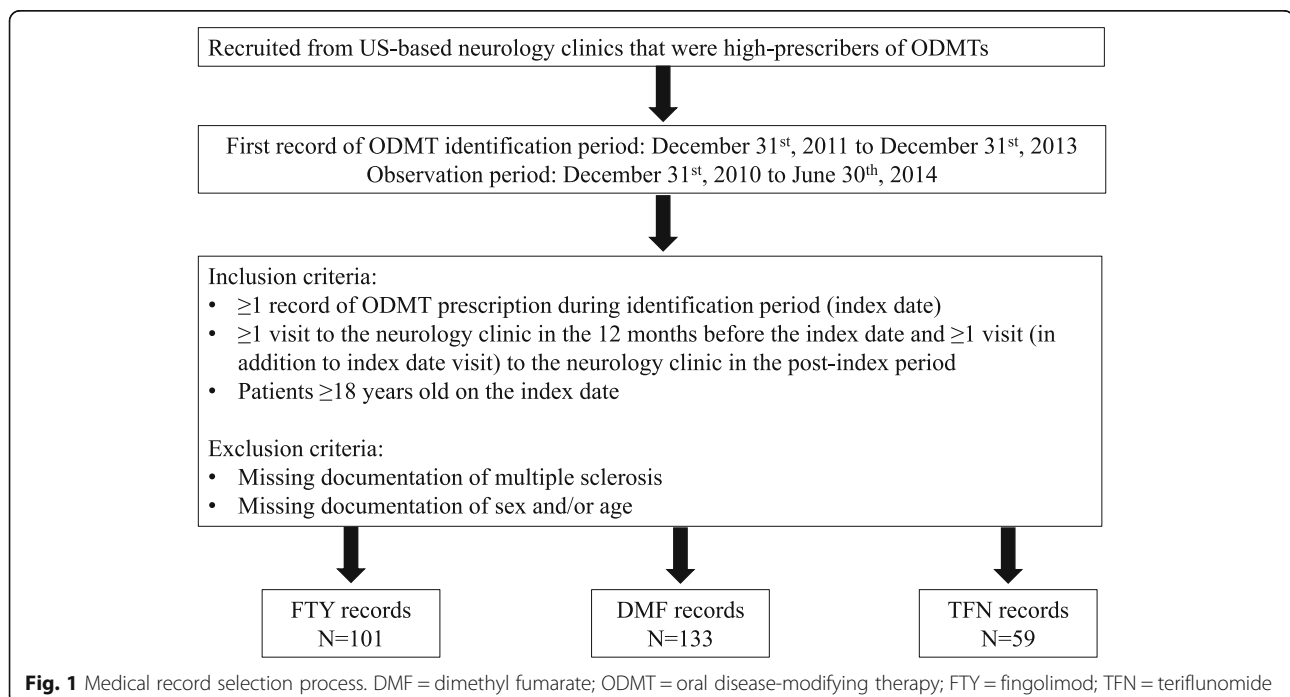 Recruited from US-based neurology clinics that were high-prescribers of ODMTs
First record of ODMT identification period: December 31st, 2011 to December 31st, 2013
Observation period: December 31st, 2010 to June 30th, 2014
Inclusion criteria:
• ≥1 record of ODMT prescription during identification period (index date)
• ≥1 visit to the neurology clinic in the 12 months before the index date and ≥1 visit (in
addition to index date visit) to the neurology clinic in the post-index period
• Patients ≥18 years old on the index date
Exclusion criteria:
• Missing documentation of multiple sclerosis
• Missing documentation of sex and/or age
FTY records
N=101
DMF records
N=133
TFN records
N=59
Fig. 1 Medical record selection process. DMF = dimethyl fumarate; ODMT = oral disease-modifying therapy; FTY = fingolimod; TFN = teriflunomide